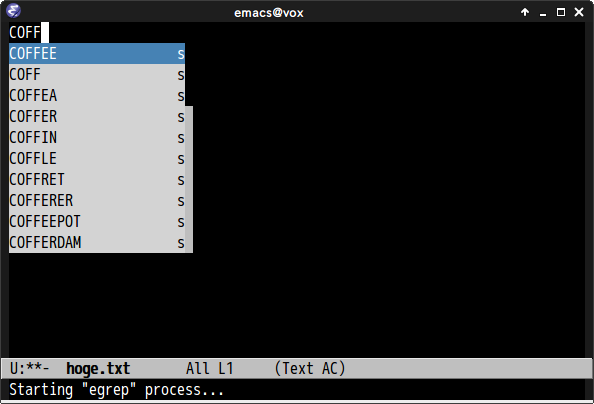 emacs@vox
COFF
COFFEE s
COFF s
COFFEA s
COFFER s
COFFIN s
COFFLE s
COFFRET s
COFFERER s
COFFEEPOT s
COFFERDAM s
U:**- hoge.txt All L1 (Text AC)
Starting "egrep" process...